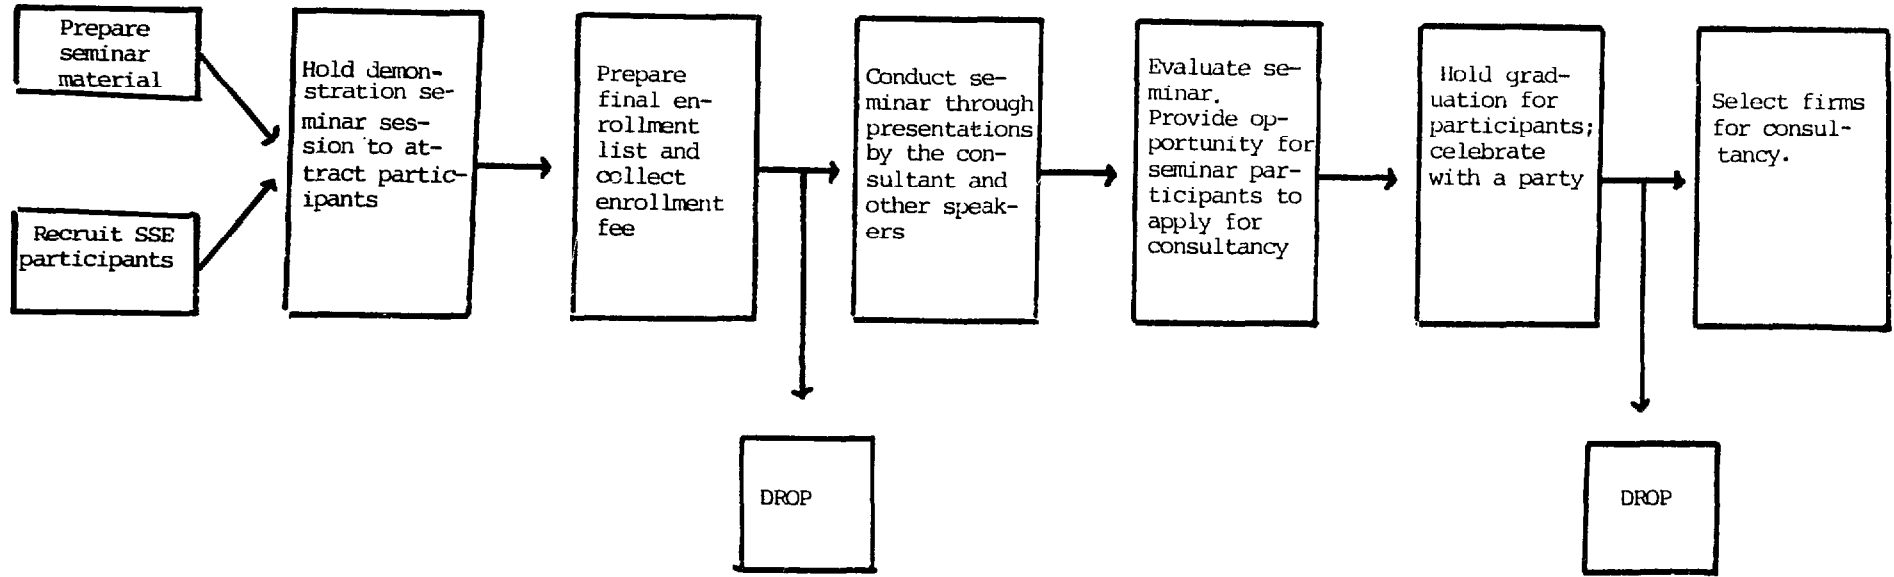 Prepare
seminar
material
Recruit SSE
participants
Hold demon-
stration se-
minar ses-
sion to at-
tract partic-
ipants
Prepare
final en-
rollment
list and
collect
enrollment
fee
Conduct se-
minar through
presentations
by the con-
sultant and
other speak-
ers
Evaluate se-
minar.
Provide op-
portunity for
seminar par-
ticipants to
apply for
consultancy
Hold grad-
uation for
participants;
celebrate
with a party
Select firms
for consul-
tancy.
DROP
DROP